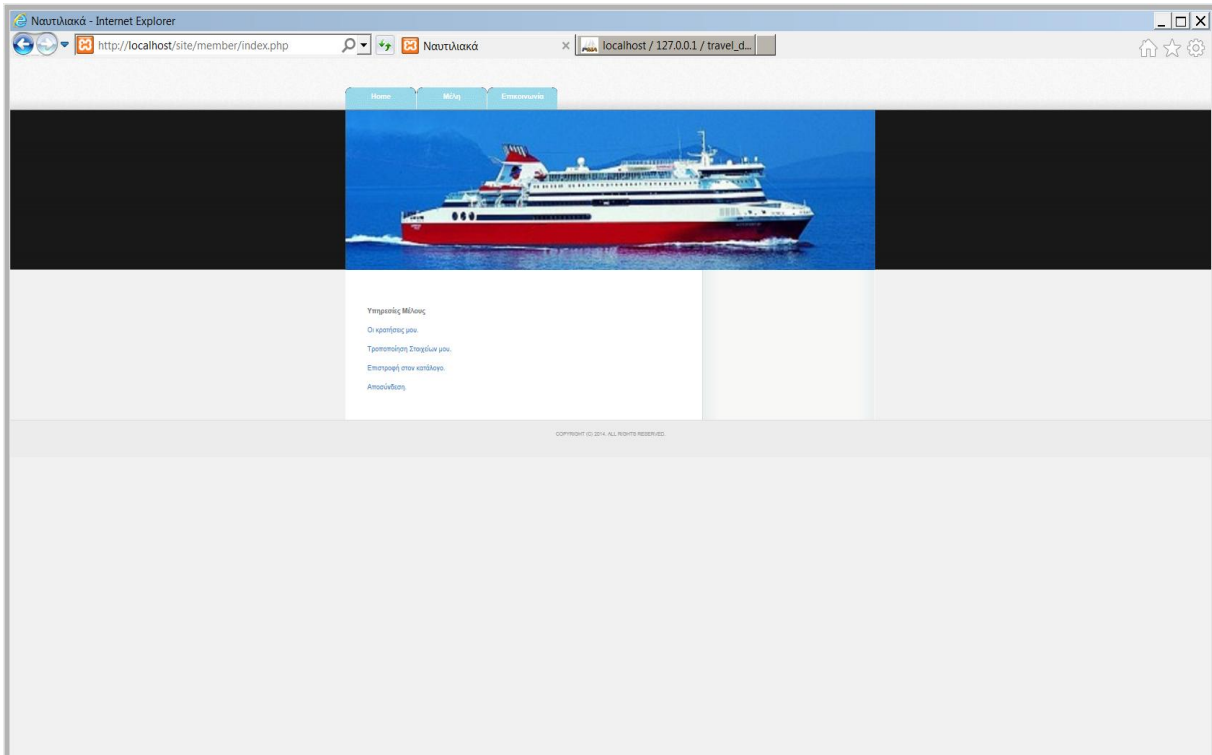 Ναυτιλιακά - Internet Explorer
http://localhost/site/member/index.php
Ναυτιλιακά
localhost / 127.0.0.1 / travel_d...
Home Μέλη Επικοινωνία
Υπηρεσίες Μέλους
Οι κρατήσεις μου.
Τροποποίηση Στοιχείων μου.
Επιστροφή στον κατάλογο.
Αποσύνδεση.
COPYRIGHT (C) 2014. ALL RIGHTS RESERVED.